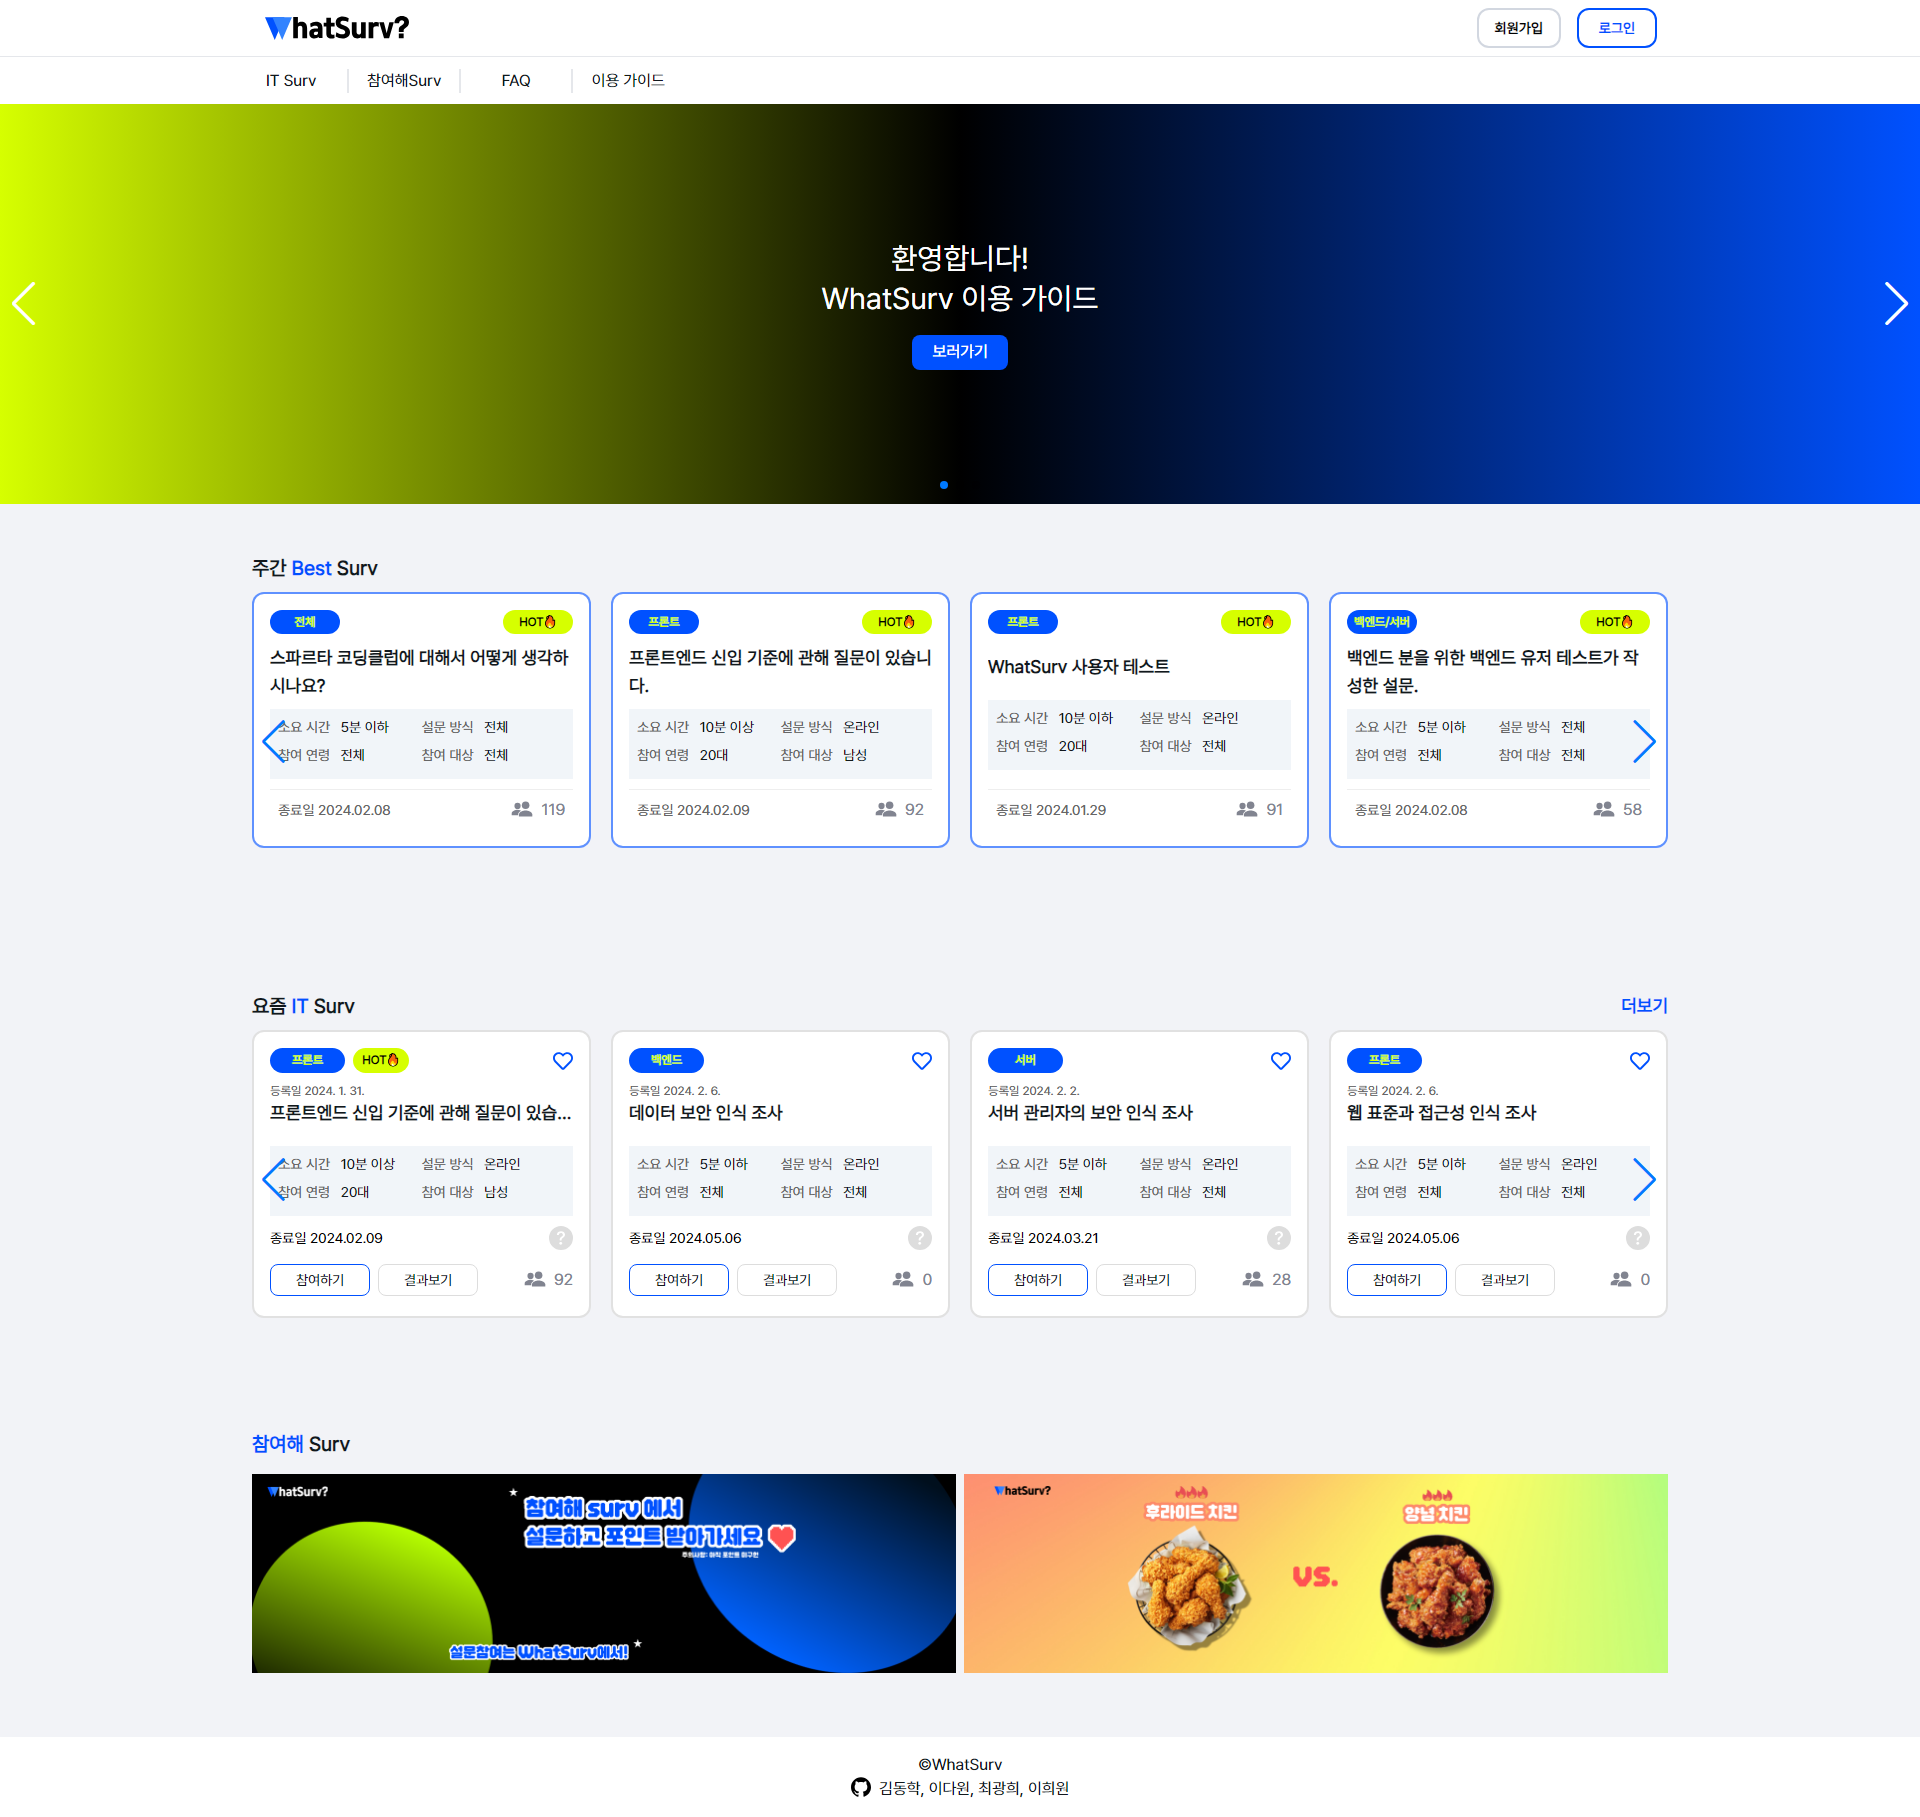 WhatSurv?
회원가입
로그인
IT Surv
참여해Surv
FAQ
이용 가이드
환영합니다!
WhatSurv 이용 가이드
보러가기
주간 Best Surv
전체 HOT🔥
스파르타 코딩클럽에 대해서 어떻게 생각하
시나요?
소요 시간 5분 이하 설문 방식 전체
참여 연령 전체 참여 대상 전체
종료일 2024.02.08 119
프론트 HOT🔥
프론트엔드 신입 기준에 관해 질문이 있습니
다.
소요 시간 10분 이상 설문 방식 온라인
참여 연령 20대 참여 대상 남성
종료일 2024.02.09 92
프론트 HOT🔥
WhatSurv 사용자 테스트
소요 시간 10분 이하 설문 방식 온라인
참여 연령 20대 참여 대상 전체
종료일 2024.01.29 91
백엔드/서버 HOT🔥
백엔드 분을 위한 백엔드 유저 테스트가 작
성한 설문.
소요 시간 5분 이하 설문 방식 전체
참여 연령 전체 참여 대상 전체
종료일 2024.02.08 58
요즘 IT Surv
더보기
프론트 HOT🔥
등록일 2024. 1. 31.
프론트엔드 신입 기준에 관해 질문이 있습...
소요 시간 10분 이상 설문 방식 온라인
참여 연령 20대 참여 대상 남성
종료일 2024.02.09 ?
참여하기 결과보기 92
백엔드
등록일 2024. 2. 6.
데이터 보안 인식 조사
소요 시간 5분 이하 설문 방식 온라인
참여 연령 전체 참여 대상 전체
종료일 2024.05.06 ?
참여하기 결과보기 0
서버
등록일 2024. 2. 2.
서버 관리자의 보안 인식 조사
소요 시간 5분 이하 설문 방식 온라인
참여 연령 전체 참여 대상 전체
종료일 2024.03.21 ?
참여하기 결과보기 28
프론트
등록일 2024. 2. 6.
웹 표준과 접근성 인식 조사
소요 시간 5분 이하 설문 방식 온라인
참여 연령 전체 참여 대상 전체
종료일 2024.05.06 ?
참여하기 결과보기 0
참여해 Surv
WhatSurv?
참여해 surv 에서
설문하고 포인트 받아가세요
주의사항: 아직 포인트 미구현
설문참여는 WhatSurv에서!
WhatSurv?
후라이드 치킨
vs.
양념 치킨
©WhatSurv
김동학, 이다원, 최광희, 이희원